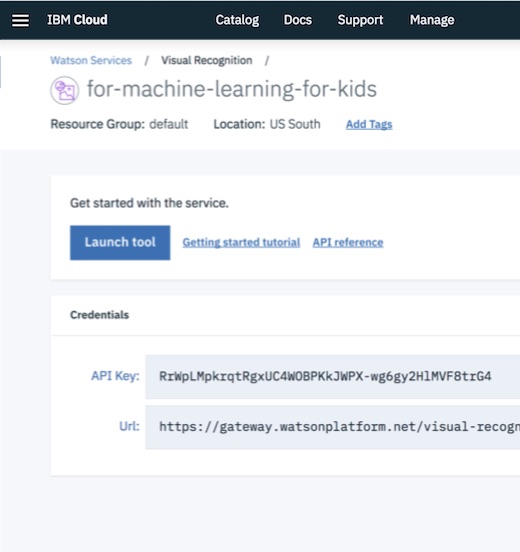 IBM Cloud Catalog Docs Support Manage
Watson Services / Visual Recognition /
for-machine-learning-for-kids
Resource Group: default Location: US South Add Tags
Get started with the service.
Launch tool Getting started tutorial API reference
Credentials
API Key: RrWpLMpkrqtRgxUC4WOBPKkJWPX-wg6gy2HlMVF8trG4
Url: https://gateway.watsonplatform.net/visual-recogn